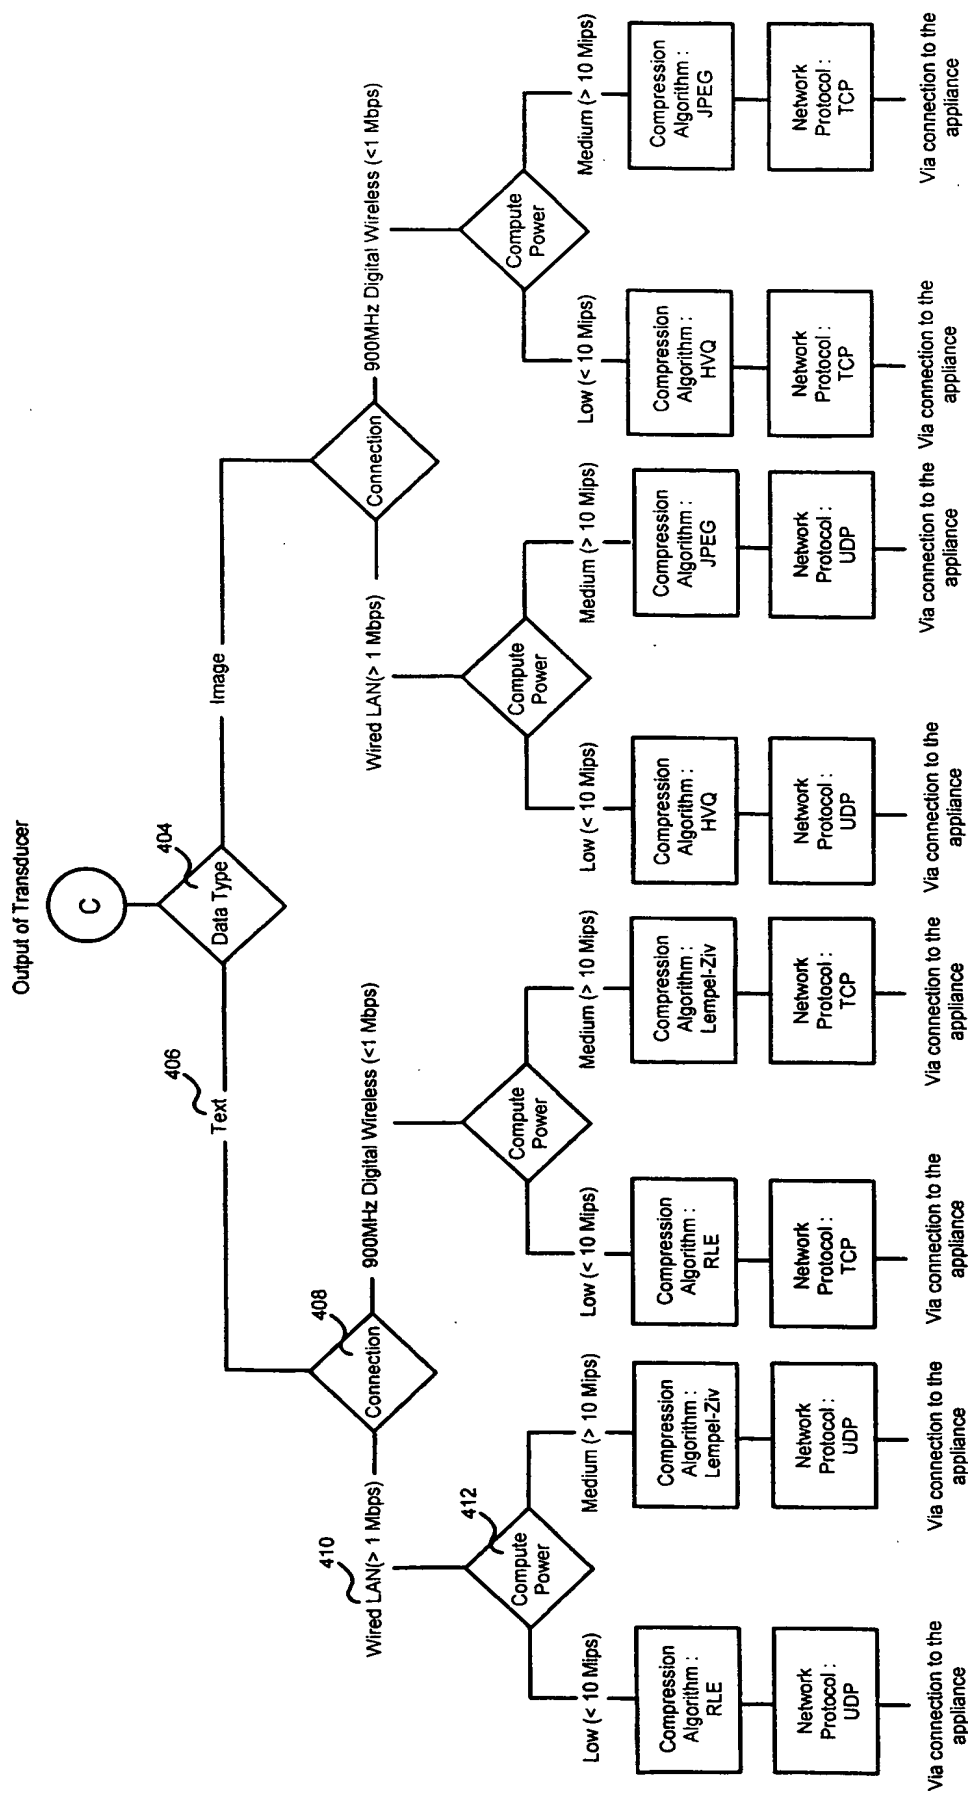 Output of Transducer
C
404
Data Type
406
Text
Image
408
Connection
Connection
410
Wired LAN(> 1 Mbps)
900MHz Digital Wireless (<1 Mbps)
Wired LAN(> 1 Mbps)
900MHz Digital Wireless (<1 Mbps)
412
Compute
Power
Compute
Power
Compute
Power
Compute
Power
Low (< 10 Mips)
Medium (> 10 Mips)
Low (< 10 Mips)
Medium (> 10 Mips)
Low (< 10 Mips)
Medium (> 10 Mips)
Low (< 10 Mips)
Medium (> 10 Mips)
Compression
Algorithm :
RLE
Compression
Algorithm :
Lempel-Ziv
Compression
Algorithm :
RLE
Compression
Algorithm :
Lempel-Ziv
Compression
Algorithm :
HVQ
Compression
Algorithm :
JPEG
Compression
Algorithm :
HVQ
Compression
Algorithm :
JPEG
Network
Protocol :
UDP
Network
Protocol :
UDP
Network
Protocol :
TCP
Network
Protocol :
TCP
Network
Protocol :
UDP
Network
Protocol :
UDP
Network
Protocol :
TCP
Network
Protocol :
TCP
Via connection to the
appliance
Via connection to the
appliance
Via connection to the
appliance
Via connection to the
appliance
Via connection to the
appliance
Via connection to the
appliance
Via connection to the
appliance
Via connection to the
appliance